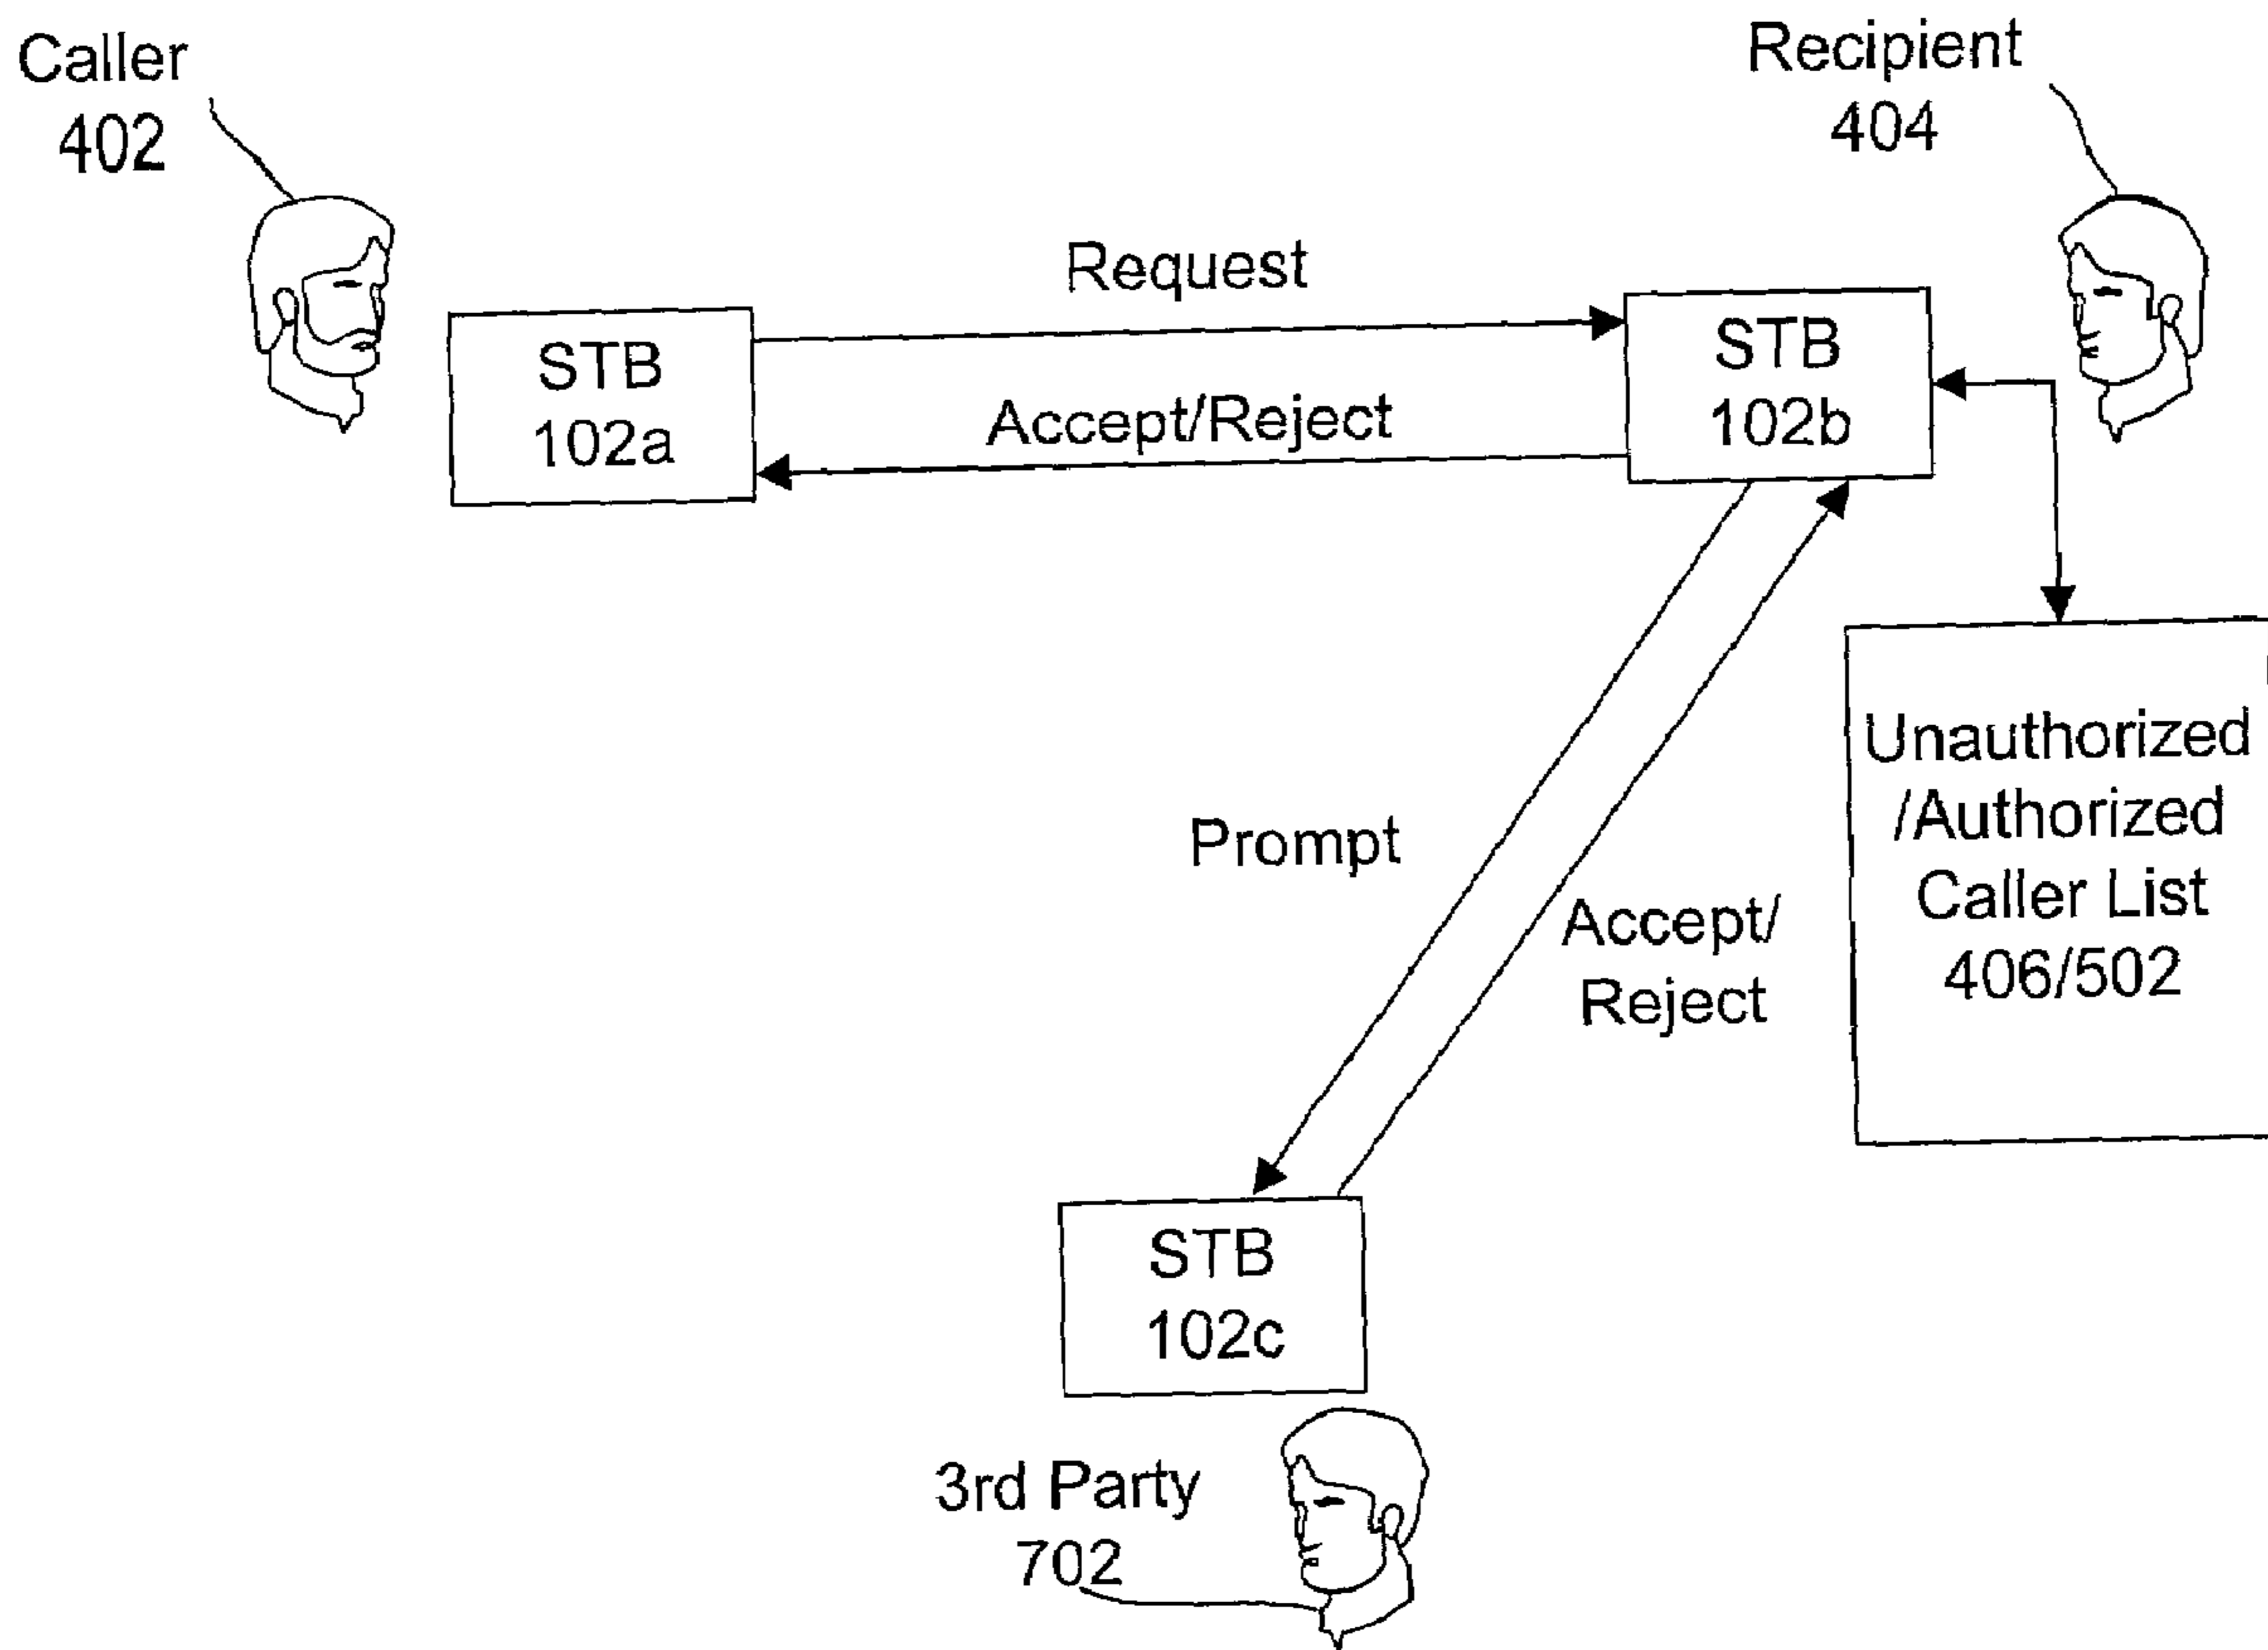 Caller
402
Recipient
404
Request
STB
102a
Accept/Reject
STB
102b
Unauthorized
/Authorized
Caller List
406/502
Prompt
Accept/
Reject
STB
102c
3rd Party
702